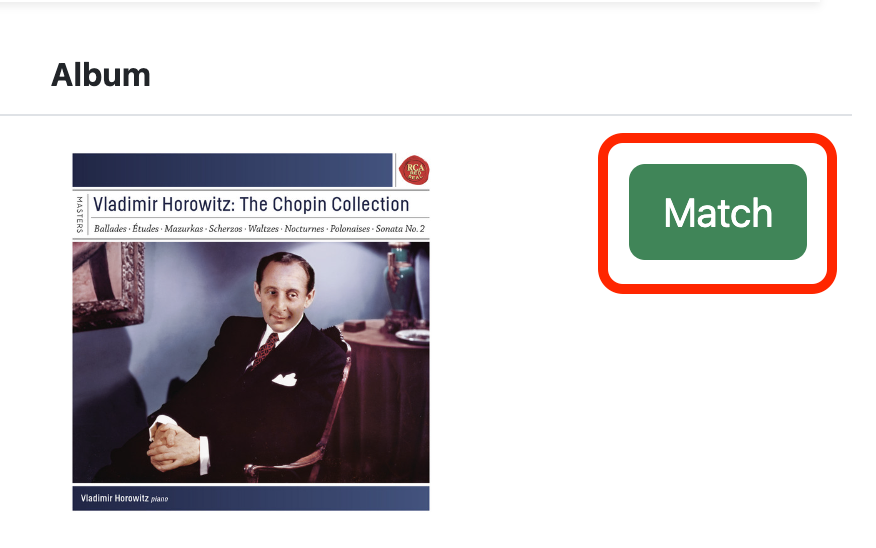 Album
RCA
RED
SEAL
MASTERS
Vladimir Horowitz: The Chopin Collection
Ballades · Études · Mazurkas · Scherzos · Waltzes · Nocturnes · Polonaises · Sonata No. 2
Match
Vladimir Horowitz piano